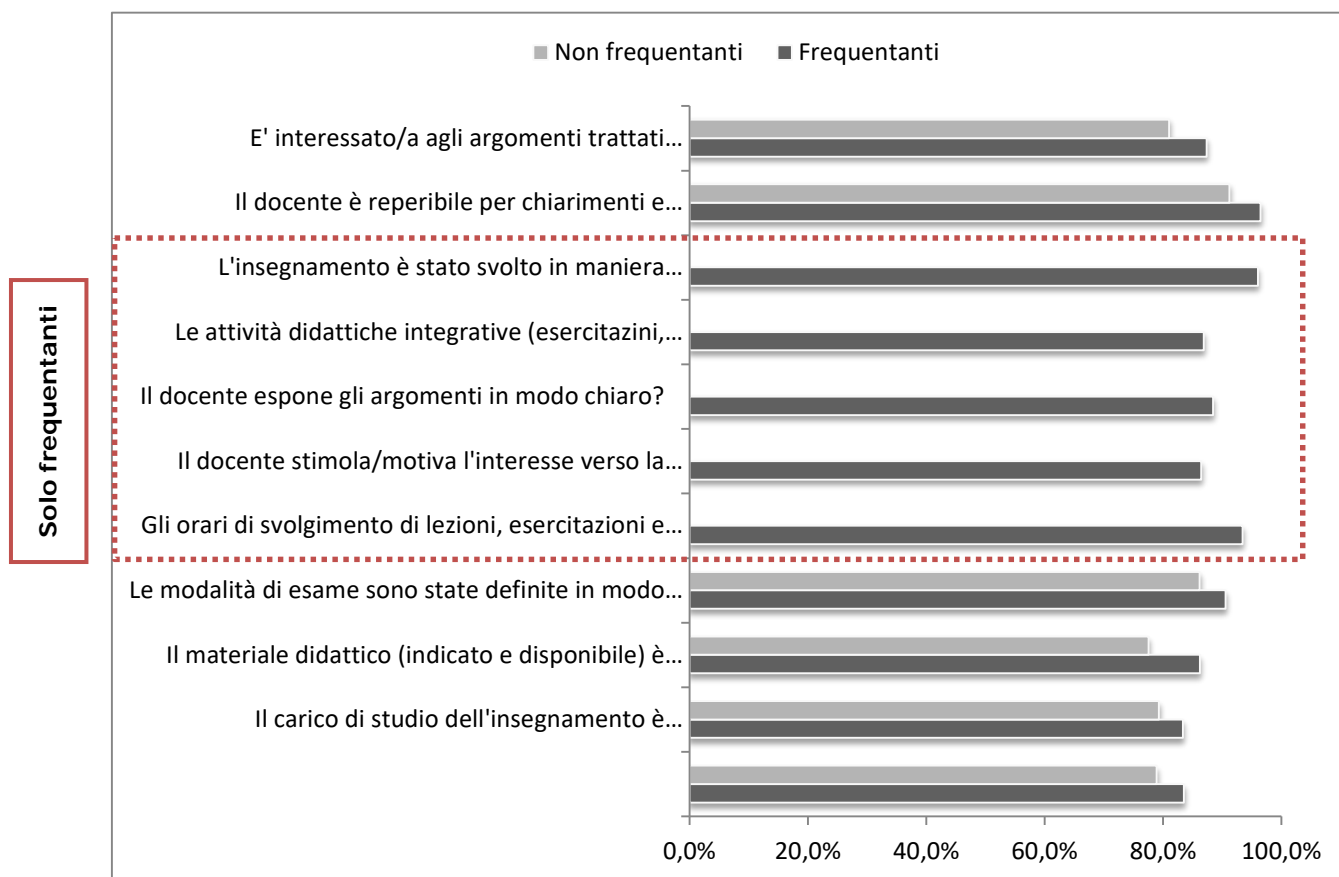 Non frequentanti Frequentanti
E' interessato/a agli argomenti trattati...
Il docente è reperibile per chiarimenti e...
L'insegnamento è stato svolto in maniera...
Le attività didattiche integrative (esercitazini,...
Il docente espone gli argomenti in modo chiaro?
Il docente stimola/motiva l'interesse verso la...
Gli orari di svolgimento di lezioni, esercitazioni e...
Le modalità di esame sono state definite in modo...
Il materiale didattico (indicato e disponibile) è...
Il carico di studio dell'insegnamento è...
Solo frequentanti
0,0% 20,0% 40,0% 60,0% 80,0% 100,0%